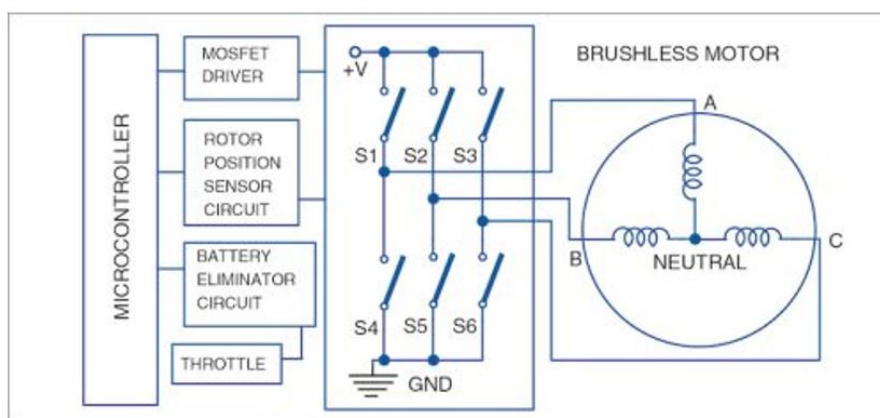 MICROCONTROLLER
MOSFET
DRIVER
ROTOR
POSITION
SENSOR
CIRCUIT
BATTERY
ELIMINATOR
CIRCUIT
THROTTLE
+V
S1
S2
S3
S4
S5
S6
GND
BRUSHLESS MOTOR
A
B
C
NEUTRAL